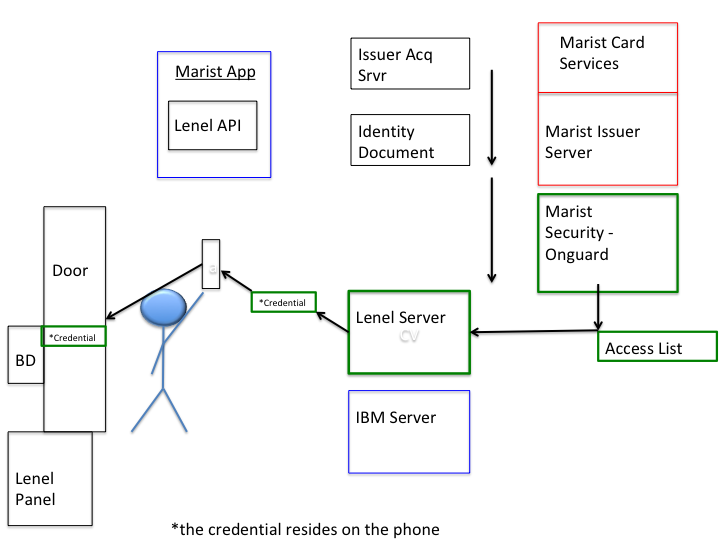 Marist App
Lenel API
Issuer Acq
Srvr
Identity
Document
Marist Card
Services
Marist Issuer
Server
Marist
Security -
Onguard
Access List
Lenel Server
CV
IBM Server
*Credential
Door
*Credential
BD
Lenel
Panel
*the credential resides on the phone